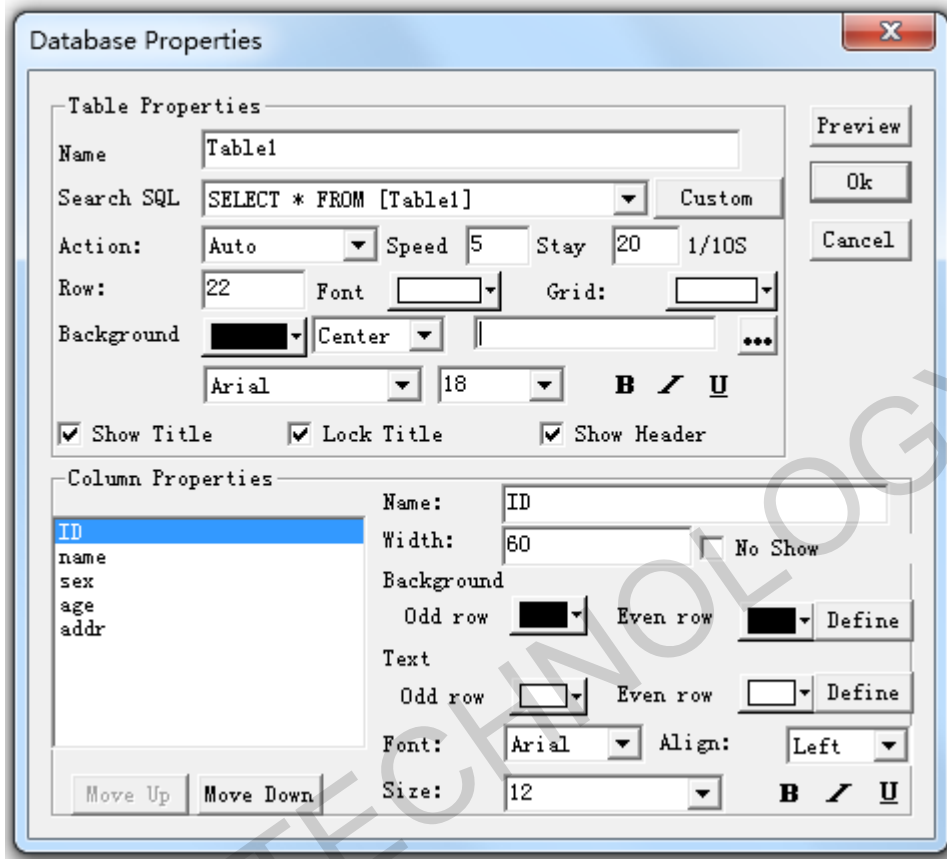 Database Properties
Table Properties
Preview
Name Table1
Search SQL SELECT * FROM [Table1] Custom
Ok
Action: Auto Speed 5 Stay 20 1/10S
Cancel
Row: 22 Font Grid:
Background Center ...
Arial 18 B I U
Show Title Lock Title Show Header
Column Properties
Name: ID
ID
name
sex
age
addr
Width: 60 No Show
Background
Odd row Even row Define
Text
Odd row Even row Define
Font: Arial Align: Left
Move Up Move Down Size: 12 B I U
TECHNOLOGY